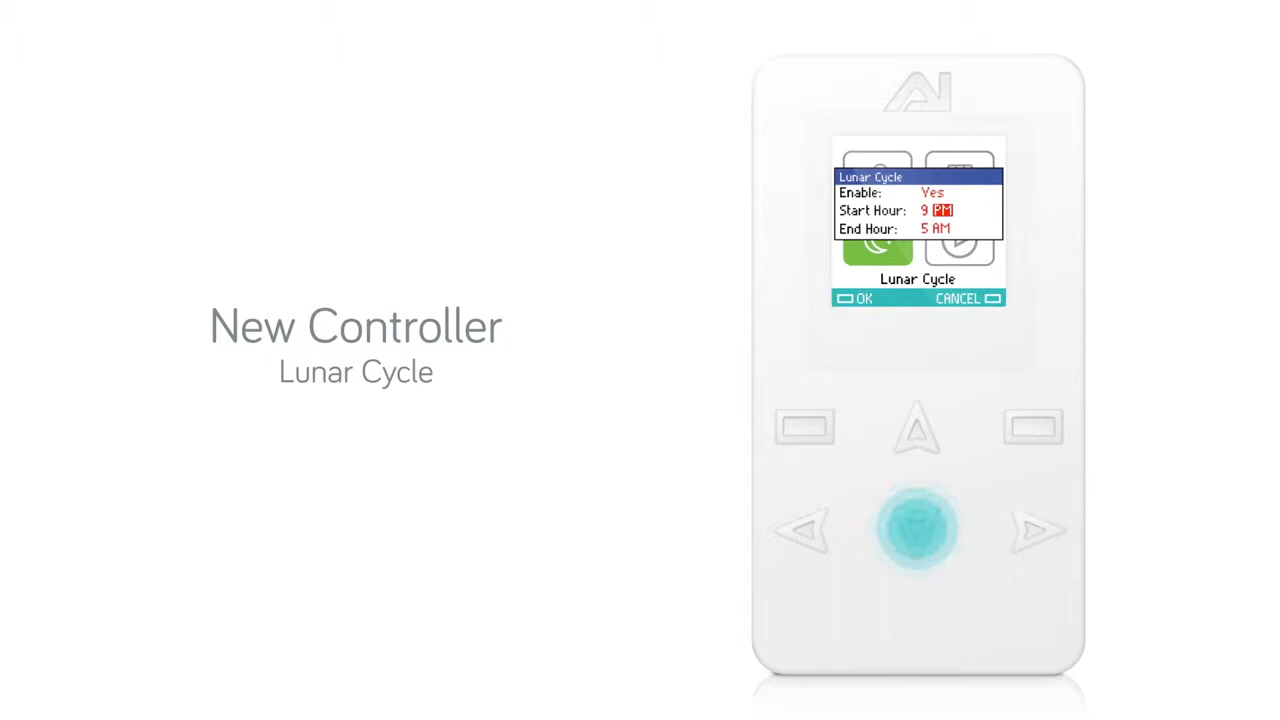 AI
Lunar Cycle
Enable: Yes
Start Hour: 9 PM
End Hour: 5 AM
Lunar Cycle
OK CANCEL
New Controller
Lunar Cycle